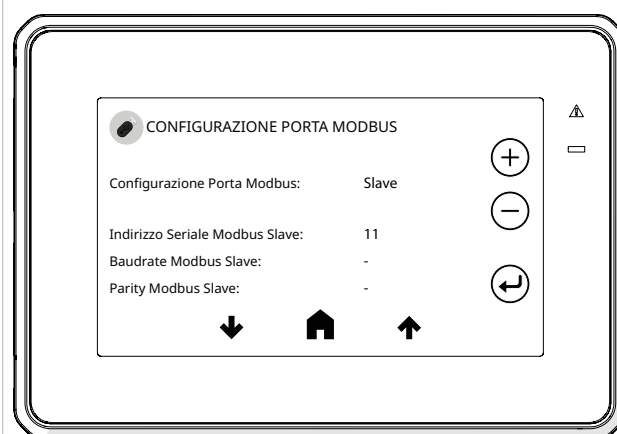 CONFIGURAZIONE PORTA MODBUS
Configurazione Porta Modbus: Slave
Indirizzo Seriale Modbus Slave: 11
Baudrate Modbus Slave: -
Parity Modbus Slave: -